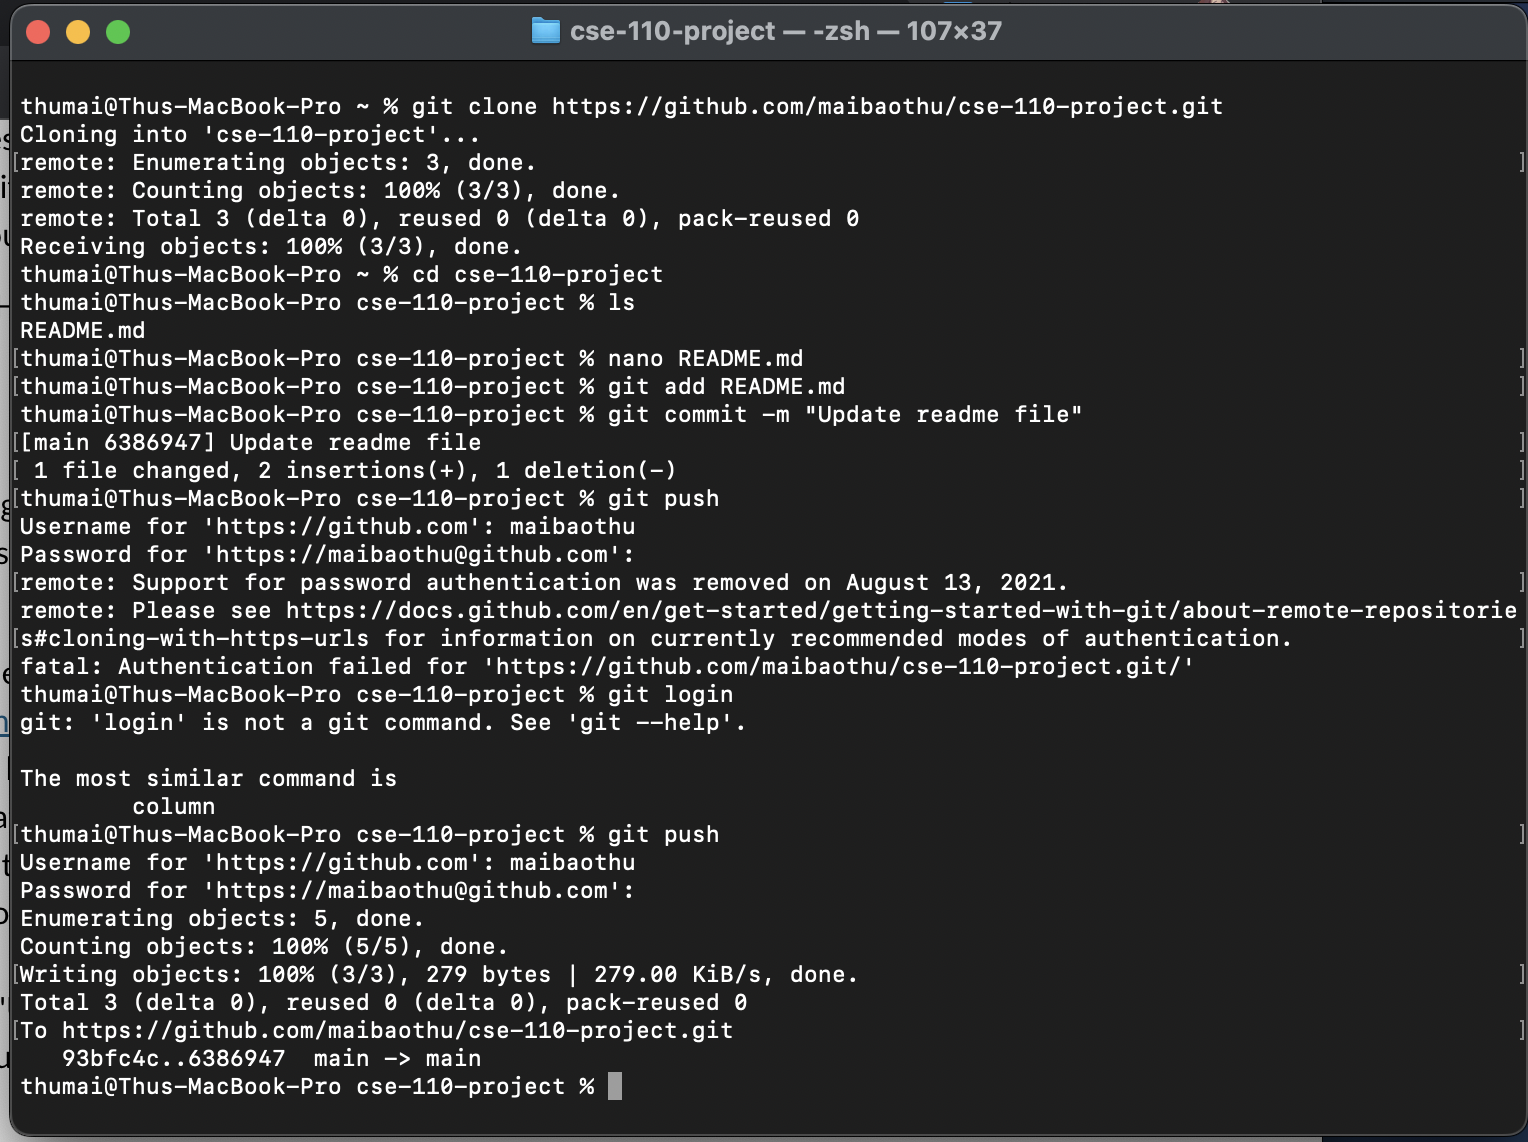 cse-110-project — -zsh — 107×37
thumai@Thus-MacBook-Pro ~ % git clone https://github.com/maibaothu/cse-110-project.git
Cloning into 'cse-110-project'...
[remote: Enumerating objects: 3, done. ]
remote: Counting objects: 100% (3/3), done.
remote: Total 3 (delta 0), reused 0 (delta 0), pack-reused 0
Receiving objects: 100% (3/3), done.
thumai@Thus-MacBook-Pro ~ % cd cse-110-project
thumai@Thus-MacBook-Pro cse-110-project % ls
README.md
[thumai@Thus-MacBook-Pro cse-110-project % nano README.md ]
[thumai@Thus-MacBook-Pro cse-110-project % git add README.md ]
thumai@Thus-MacBook-Pro cse-110-project % git commit -m "Update readme file"
[[main 6386947] Update readme file ]
[ 1 file changed, 2 insertions(+), 1 deletion(-) ]
[thumai@Thus-MacBook-Pro cse-110-project % git push ]
Username for 'https://github.com': maibaothu
Password for 'https://maibaothu@github.com':
[remote: Support for password authentication was removed on August 13, 2021. ]
remote: Please see https://docs.github.com/en/get-started/getting-started-with-git/about-remote-repositorie
[s#cloning-with-https-urls for information on currently recommended modes of authentication. ]
fatal: Authentication failed for 'https://github.com/maibaothu/cse-110-project.git/'
thumai@Thus-MacBook-Pro cse-110-project % git login
git: 'login' is not a git command. See 'git --help'.
The most similar command is
column
[thumai@Thus-MacBook-Pro cse-110-project % git push ]
Username for 'https://github.com': maibaothu
Password for 'https://maibaothu@github.com':
Enumerating objects: 5, done.
Counting objects: 100% (5/5), done.
[Writing objects: 100% (3/3), 279 bytes | 279.00 KiB/s, done. ]
Total 3 (delta 0), reused 0 (delta 0), pack-reused 0
[To https://github.com/maibaothu/cse-110-project.git ]
93bfc4c..6386947  main -> main
thumai@Thus-MacBook-Pro cse-110-project %